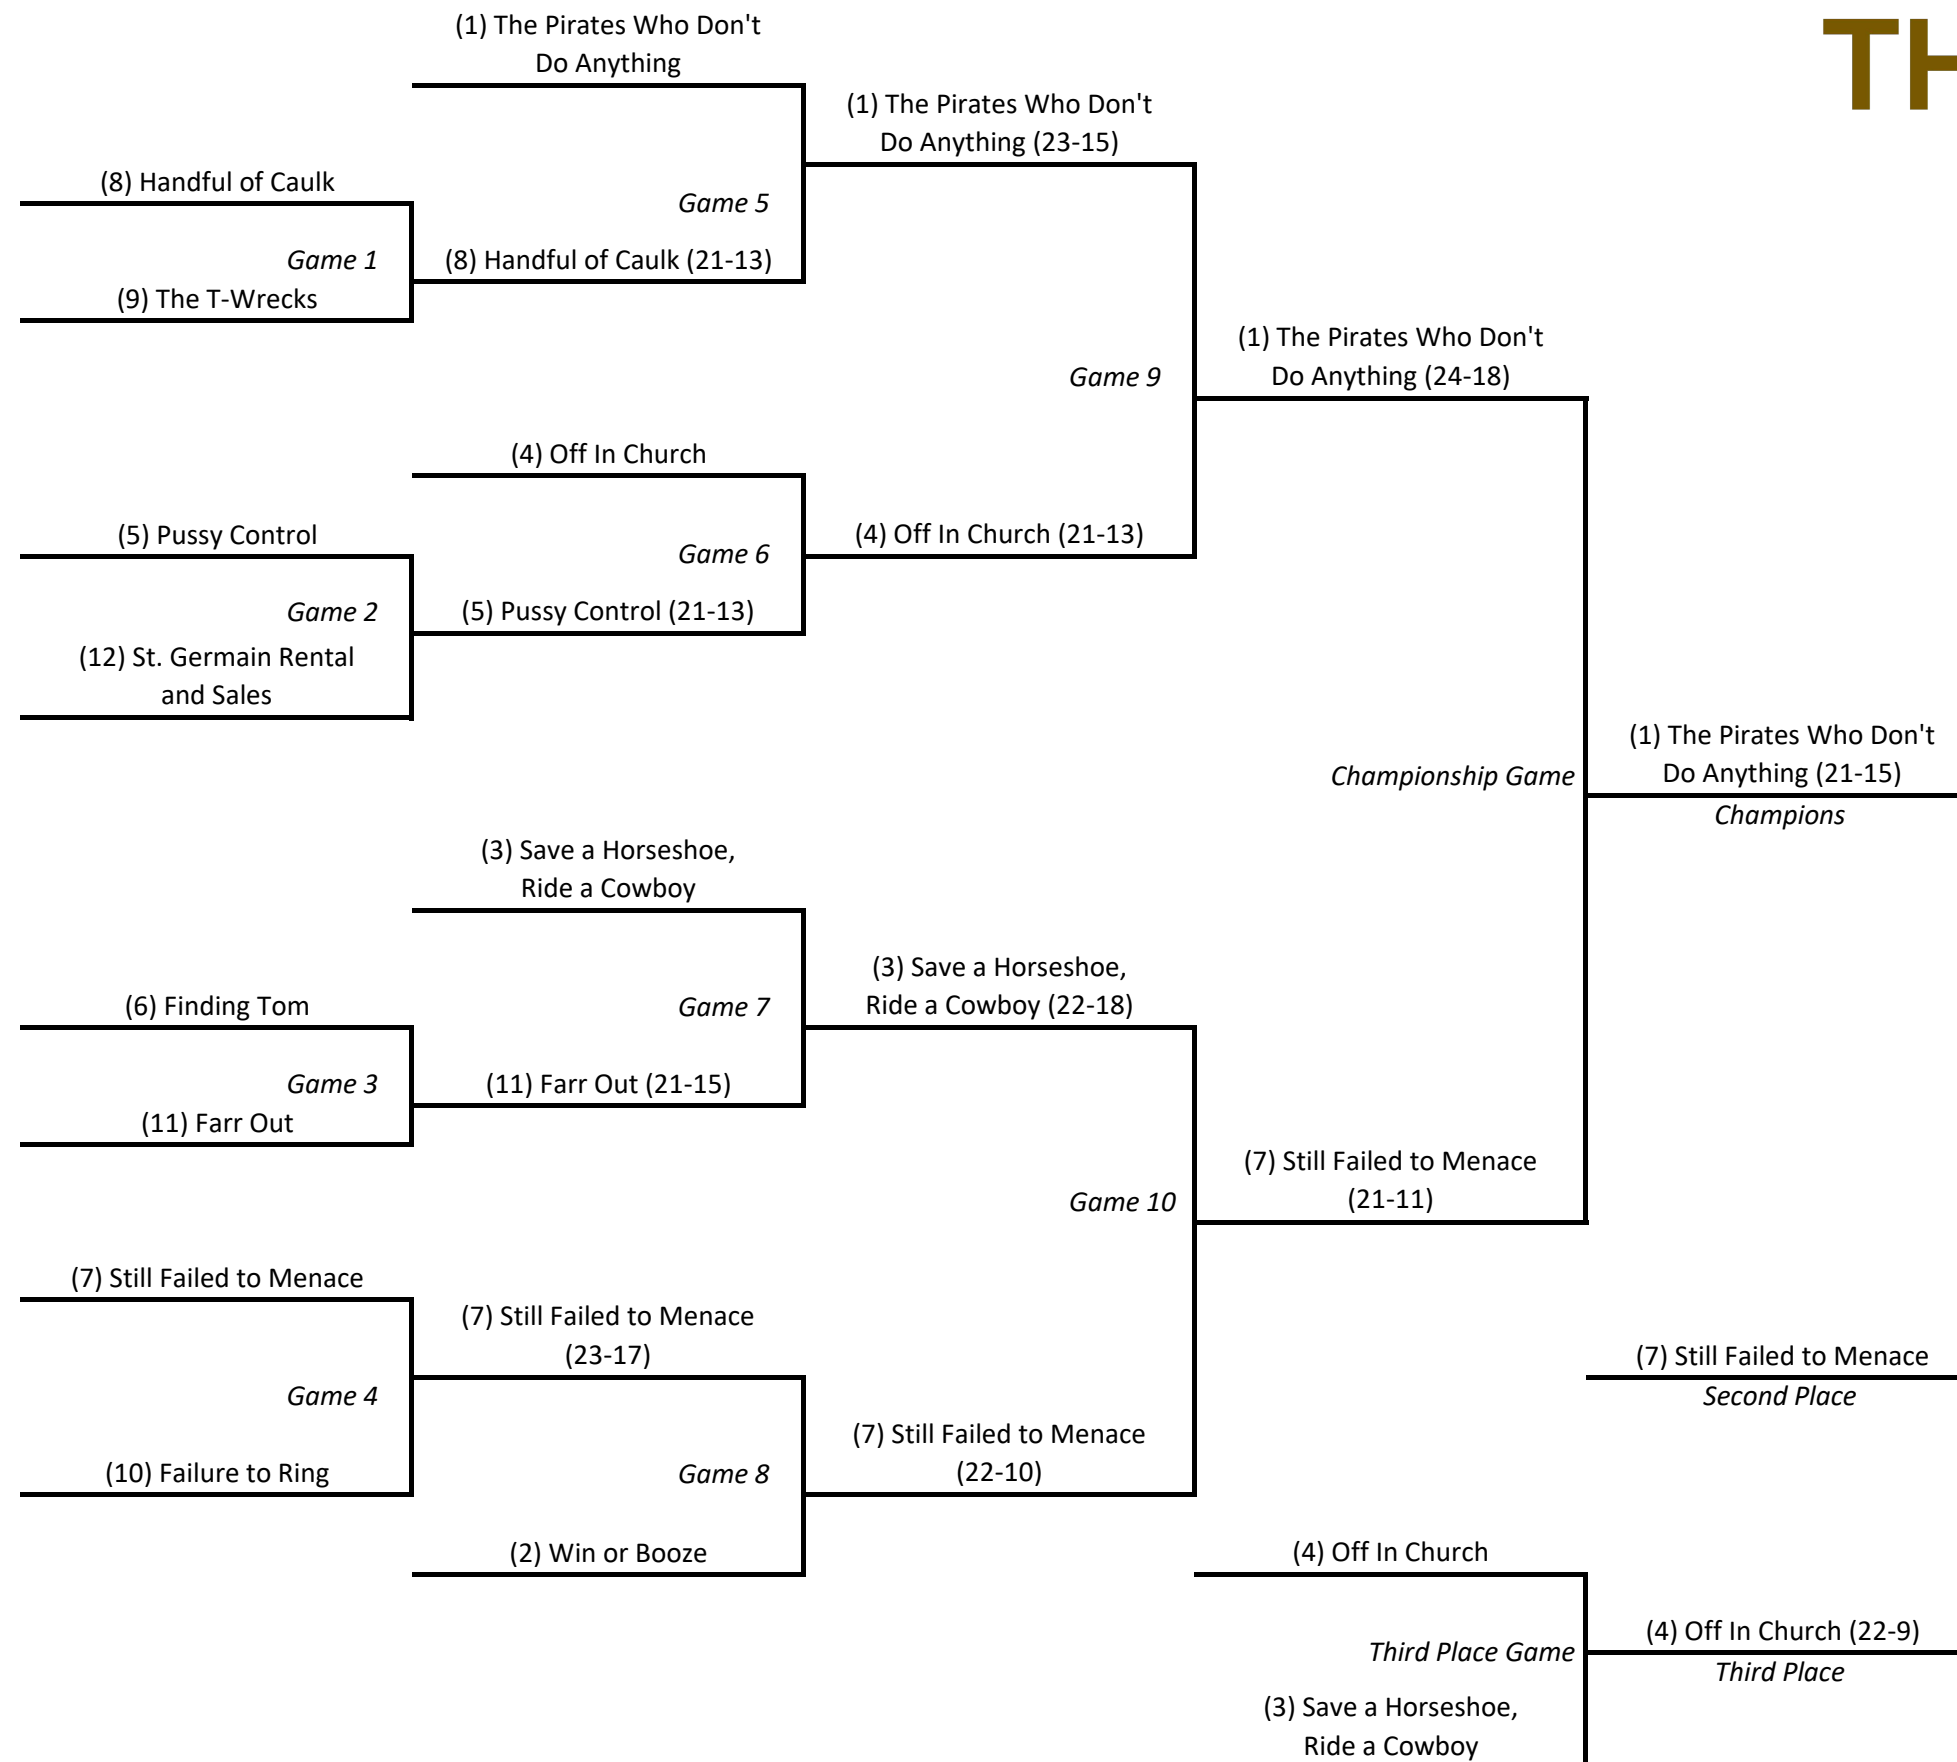 (1) The Pirates Who Don't
Do Anything
TH
(1) The Pirates Who Don't
Do Anything (23-15)
(8) Handful of Caulk
Game 5
Game 1
(8) Handful of Caulk (21-13)
(9) The T-Wrecks
(1) The Pirates Who Don't
Do Anything (24-18)
Game 9
(4) Off In Church
(5) Pussy Control
Game 6
(4) Off In Church (21-13)
Game 2
(5) Pussy Control (21-13)
(12) St. Germain Rental
and Sales
(1) The Pirates Who Don't
Do Anything (21-15)
Championship Game
Champions
(3) Save a Horseshoe,
Ride a Cowboy
(3) Save a Horseshoe,
Ride a Cowboy (22-18)
(6) Finding Tom
Game 7
Game 3
(11) Farr Out (21-15)
(11) Farr Out
(7) Still Failed to Menace
(21-11)
Game 10
(7) Still Failed to Menace
(7) Still Failed to Menace
(23-17)
(7) Still Failed to Menace
Second Place
Game 4
(7) Still Failed to Menace
(22-10)
(10) Failure to Ring
Game 8
(2) Win or Booze
(4) Off In Church
(4) Off In Church (22-9)
Third Place Game
Third Place
(3) Save a Horseshoe,
Ride a Cowboy